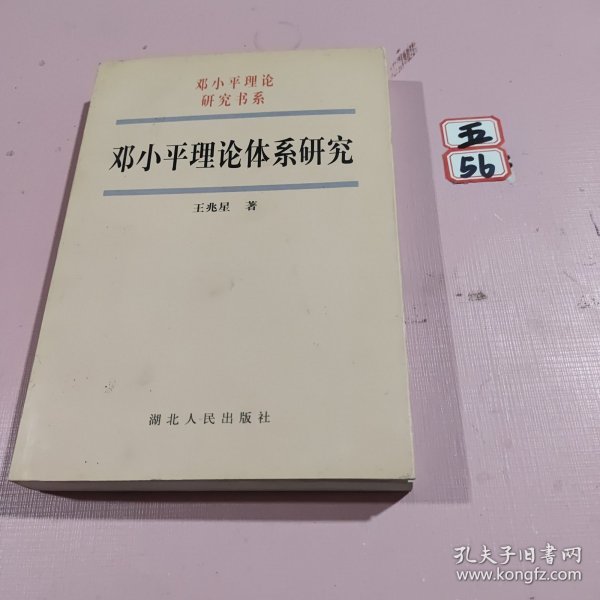 邓小平理论
研究书系
邓小平理论体系研究
王兆星 著
湖北人民出版社
五
56
孔夫子旧书网
www.kongfz.com